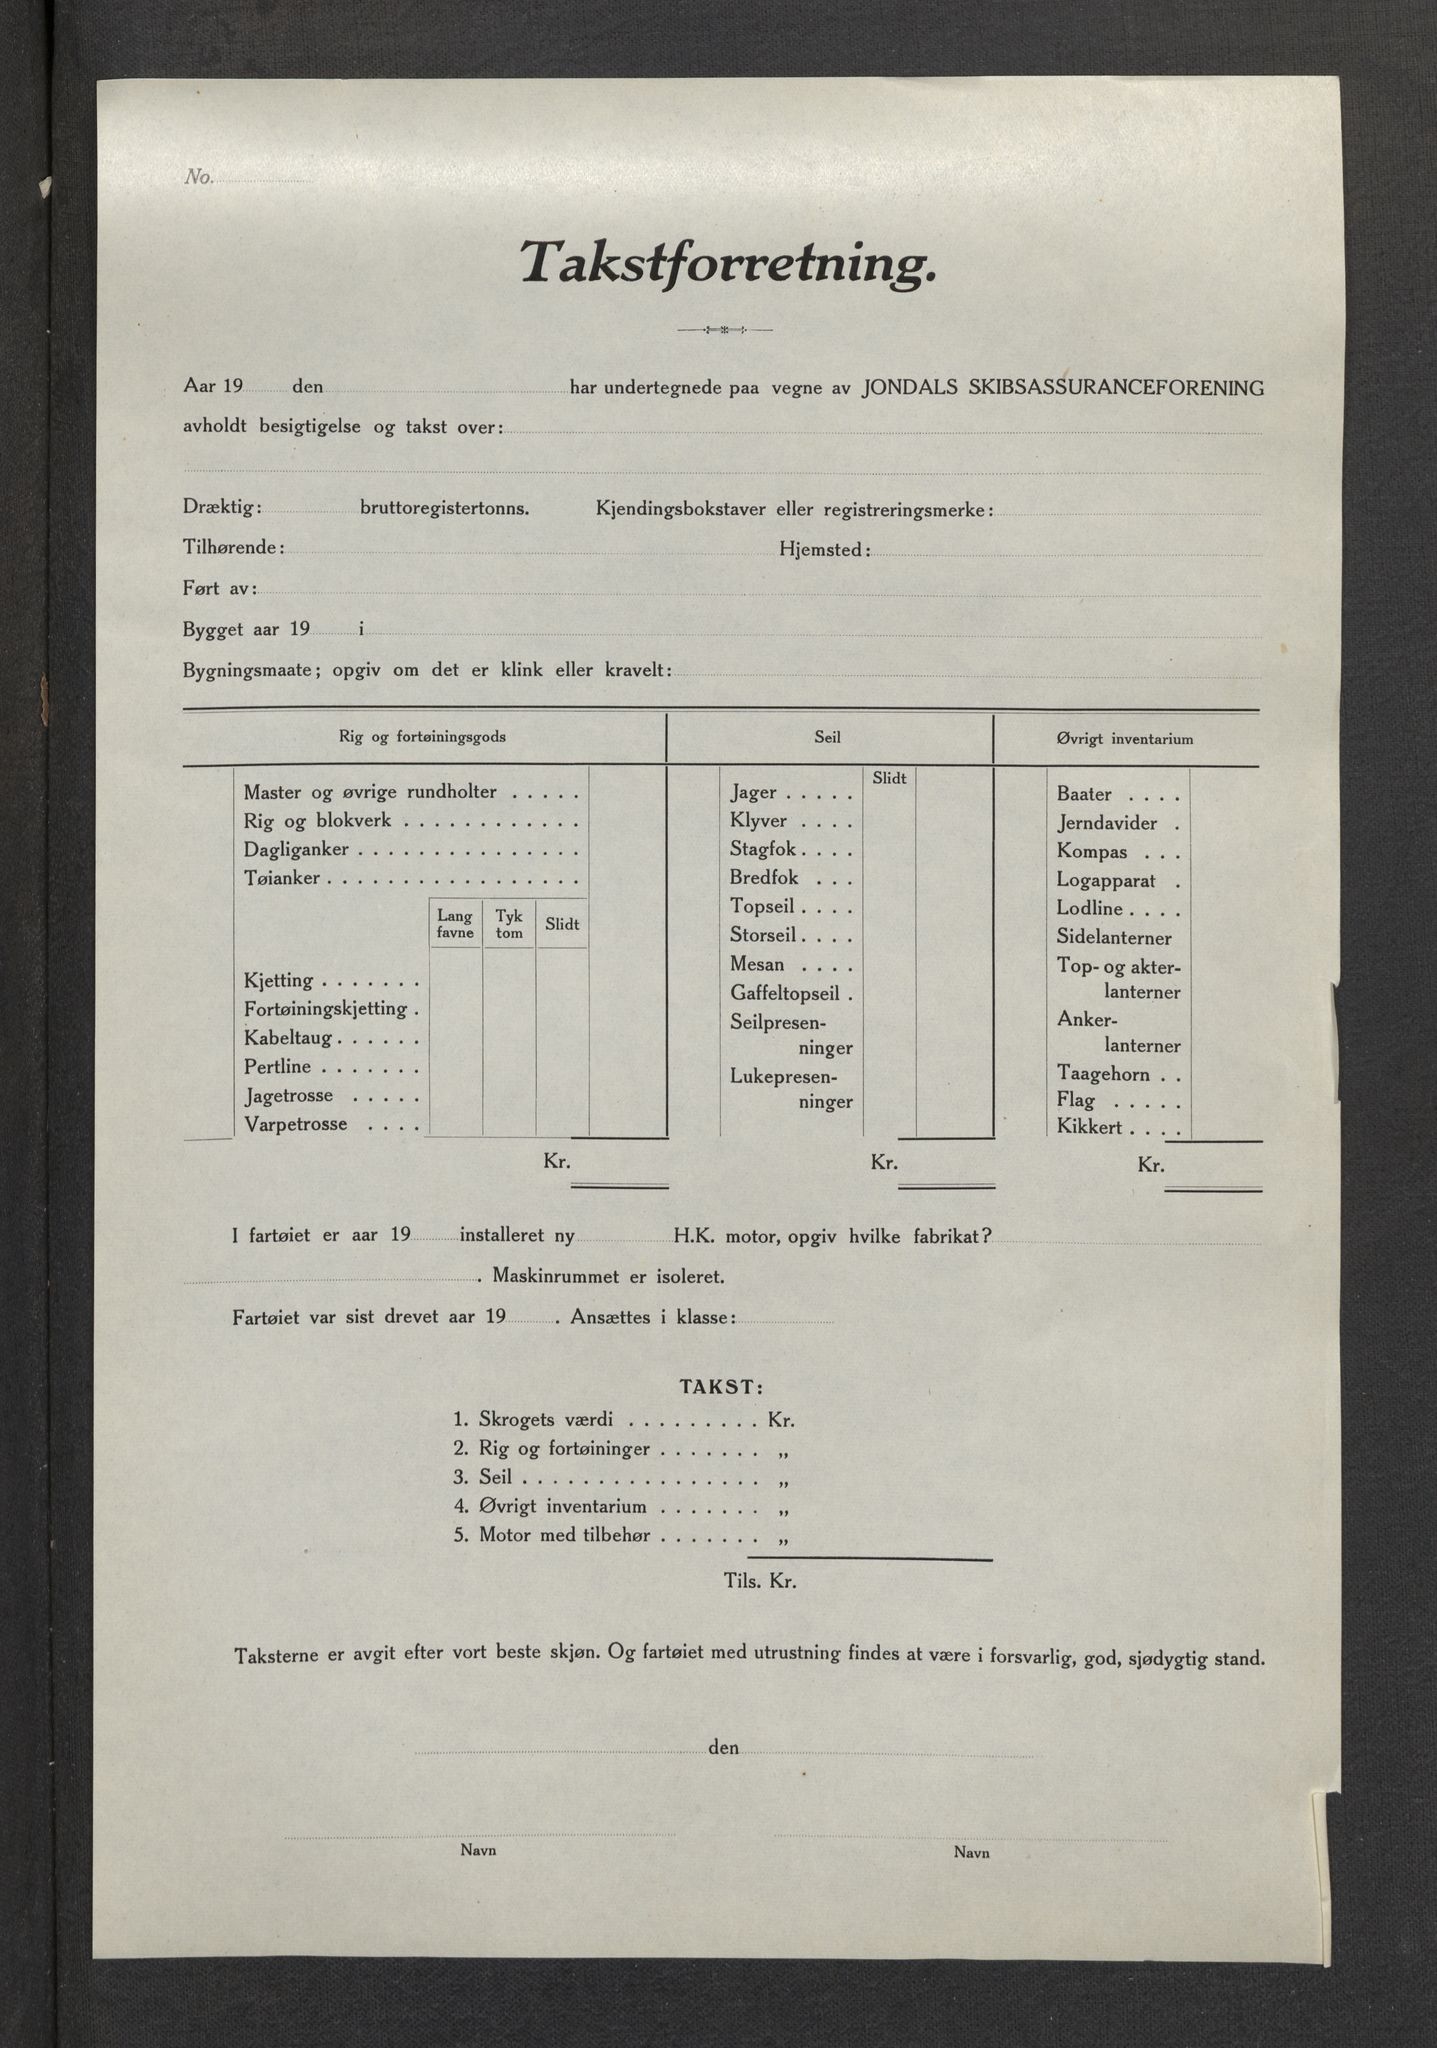 No.
Takstforretning.
Aar 19 den har undertegnede paa vegne av JONDALS SKIBSASSURANCEFORENING
avholdt besigtigelse og takst over:
Dræktig: bruttoregistertonns. Kjendingsbokstaver eller registreringsmerke:
Tilhørende: Hjemsted:
Ført av:
Bygget aar 19 i
Bygningsmaate; opgiv om det er klink eller kravelt:
Rig og fortøiningsgods
Master og øvrige rundholter . . . . .
Rig og blokverk . . . . . . . . . . . .
Dagliganker . . . . . . . . . . . . . . .
Tøianker . . . . . . . . . . . . . . . . .
Lang Tyk Slidt
favne tom
Kjetting . . . . . . .
Fortøiningskjetting .
Kabeltaug . . . . . .
Pertline . . . . . . .
Jagetrosse . . . . .
Varpetrosse . . . .
Kr.
Seil
Slidt
Jager . . . . .
Klyver . . . .
Stagfok . . . .
Bredfok . . .
Topseil . . . .
Storseil . . . .
Mesan . . . .
Gaffeltopseil .
Seilpresen-
ninger
Lukepresen-
ninger
Kr.
Øvrigt inventarium
Baater . . . .
Jerndavider .
Kompas . . .
Logapparat .
Lodline . . . .
Sidelanterner
Top- og akter-
lanterner
Anker-
lanterner
Taagehorn . .
Flag . . . . .
Kikkert . . . .
Kr.
I fartøiet er aar 19 installeret ny H.K. motor, opgiv hvilke fabrikat?
. Maskinrummet er isoleret.
Fartøiet var sist drevet aar 19 . Ansættes i klasse:
TAKST:
1. Skrogets værdi . . . . . . . . . Kr.
2. Rig og fortøininger . . . . . . . „
3. Seil . . . . . . . . . . . . . . . . „
4. Øvrigt inventarium . . . . . . . „
5. Motor med tilbehør . . . . . . . „
Tils. Kr.
Taksterne er avgit efter vort beste skjøn. Og fartøiet med utrustning findes at være i forsvarlig, god, sjødygtig stand.
den
Navn Navn